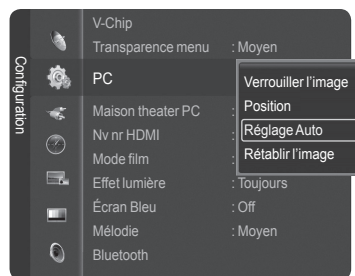 Configuration
V-Chip
Transparence menu : Moyen
PC
Verrouiller l'image
Position
Réglage Auto
Rétablir l'image
Maison theater PC :
Nv nr HDMI :
Mode film :
Effet lumière : Toujours
Écran Bleu : Off
Mélodie : Moyen
Bluetooth